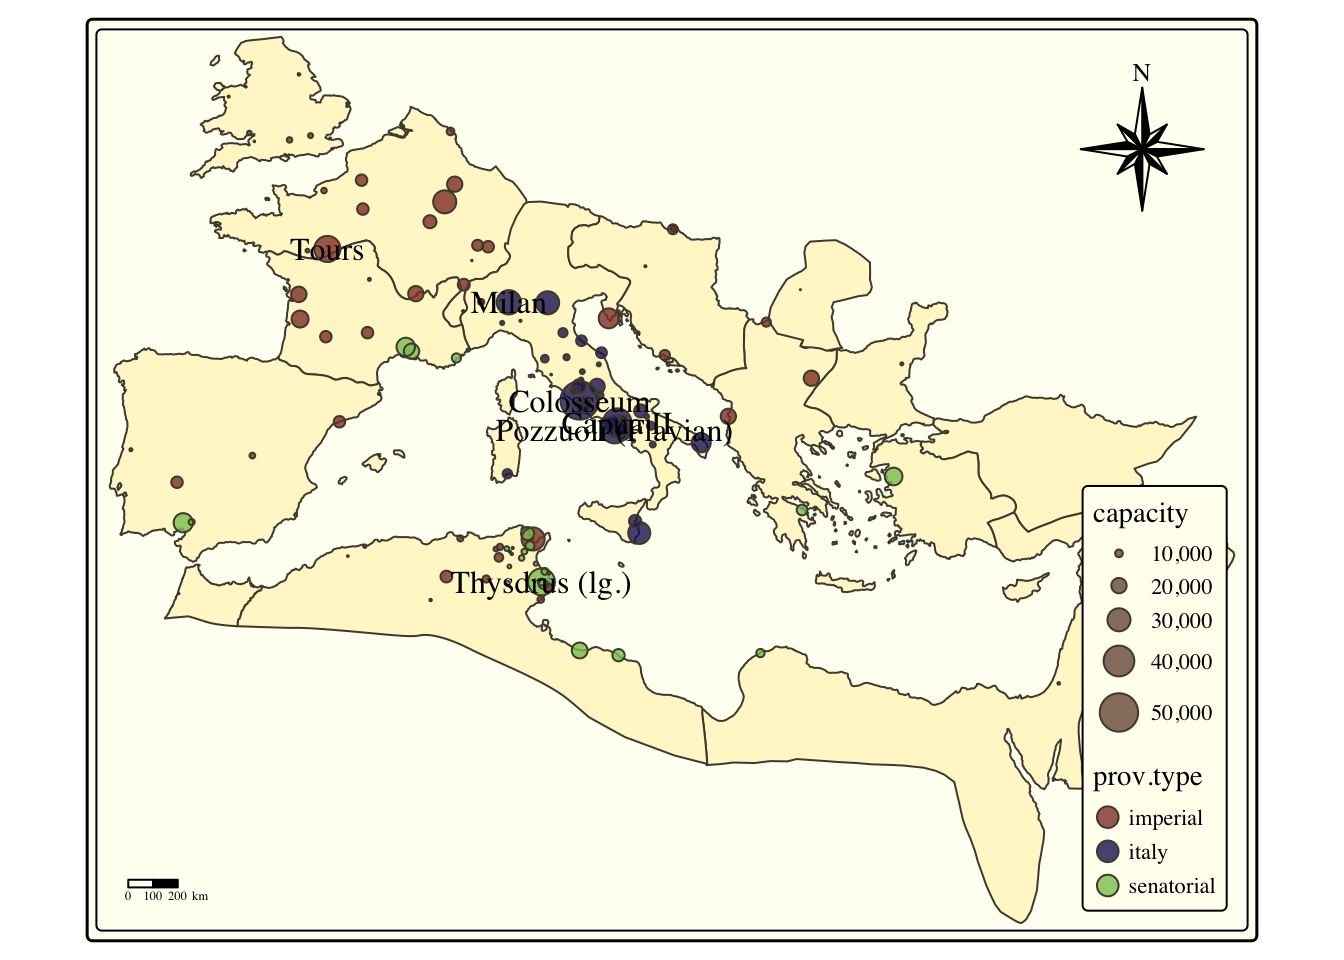 N
Tours
Milan
Colosseum
Capua II
Pozzuoli (Flavian)
Thysdrus (lg.)
capacity
10,000
20,000
30,000
40,000
50,000
prov.type
imperial
italy
senatorial
0 100 200 km